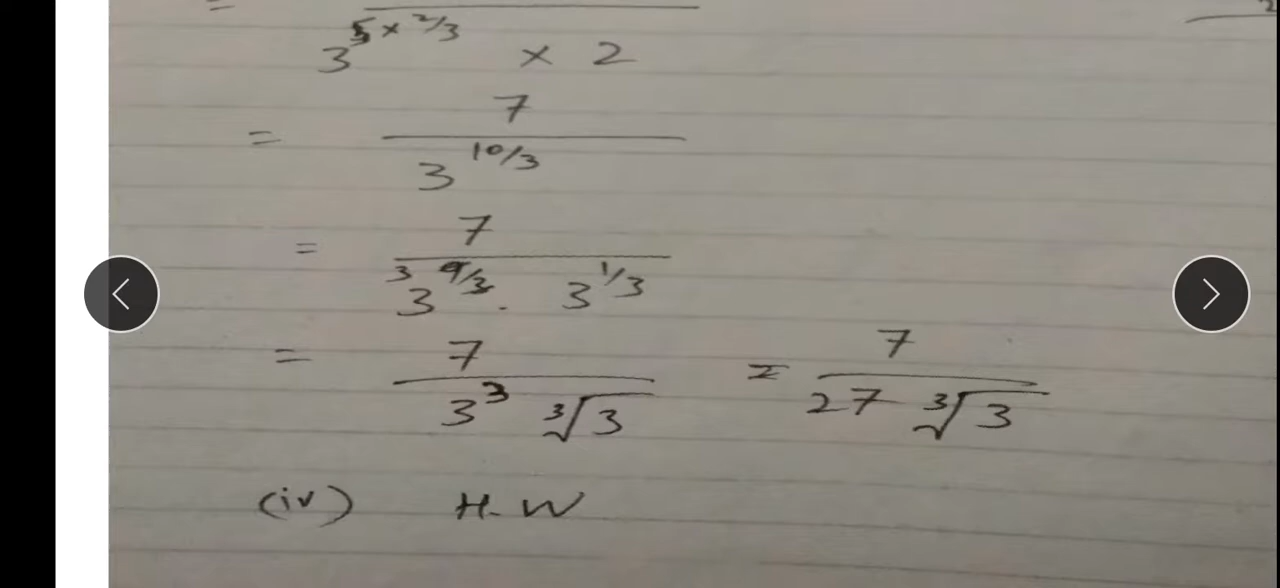 =
3^{5 × 2/3} × 2
= 7 / 3^{10/3}
= 7 / 3^{9/3} . 3^{1/3}
= 7 / 3^3 ∛3 = 7 / 27 ∛3
(iv) H.W